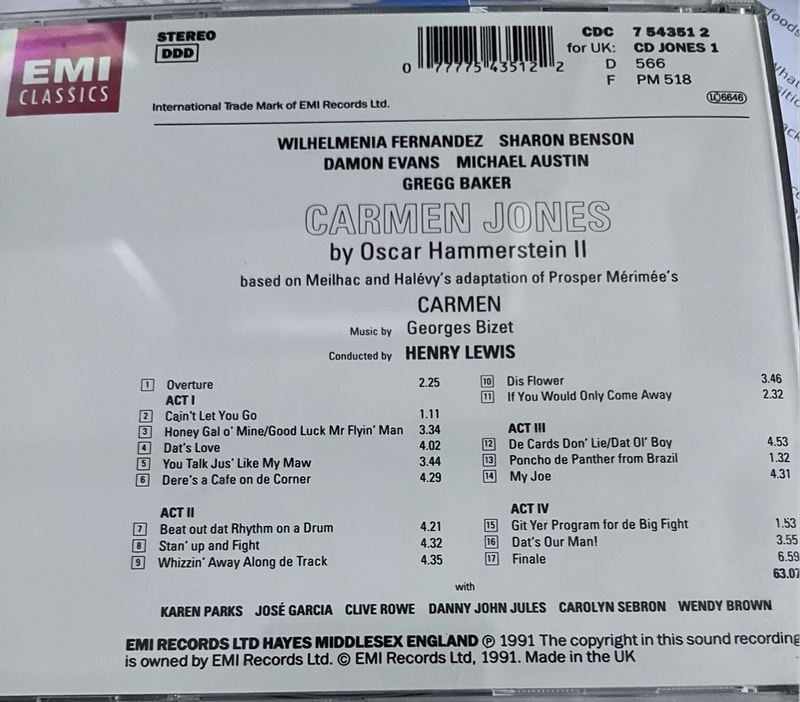 EMI
CLASSICS
STEREO
DDD
0 77775 43512 2
CDC 7 54351 2
for UK: CD JONES 1
D 566
F PM 518
LC 6646
International Trade Mark of EMI Records Ltd.
WILHELMENIA FERNANDEZ SHARON BENSON
DAMON EVANS MICHAEL AUSTIN
GREGG BAKER
CARMEN JONES
by Oscar Hammerstein II
based on Meilhac and Halévy's adaptation of Prosper Mérimée's
CARMEN
Music by Georges Bizet
Conducted by HENRY LEWIS
1 Overture 2.25
ACT I
2 Cain't Let You Go 1.11
3 Honey Gal o' Mine/Good Luck Mr Flyin' Man 3.34
4 Dat's Love 4.02
5 You Talk Jus' Like My Maw 3.44
6 Dere's a Cafe on de Corner 4.29
ACT II
7 Beat out dat Rhythm on a Drum 4.21
8 Stan' up and Fight 4.32
9 Whizzin' Away Along de Track 4.35
10 Dis Flower 3.46
11 If You Would Only Come Away 2.32
ACT III
12 De Cards Don' Lie/Dat Ol' Boy 4.53
13 Poncho de Panther from Brazil 1.32
14 My Joe 4.31
ACT IV
15 Git Yer Program for de Big Fight 1.53
16 Dat's Our Man! 3.55
17 Finale 6.59
63.07
with
KAREN PARKS JOSÉ GARCIA CLIVE ROWE DANNY JOHN JULES CAROLYN SEBRON WENDY BROWN
EMI RECORDS LTD HAYES MIDDLESEX ENGLAND ℗ 1991 The copyright in this sound recording
is owned by EMI Records Ltd. © EMI Records Ltd, 1991. Made in the UK
foods